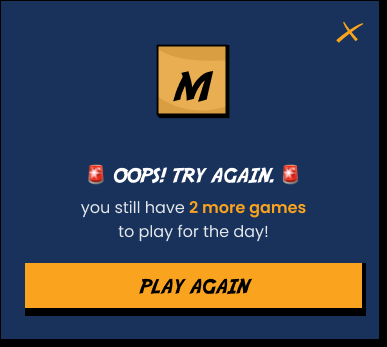 M
OOPS! TRY AGAIN.
you still have 2 more games
to play for the day!
PLAY AGAIN